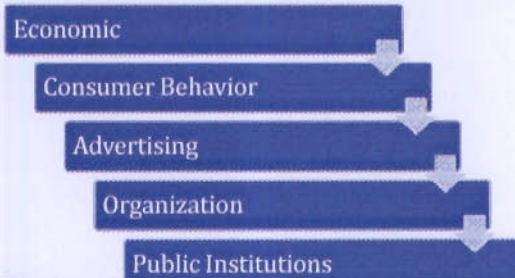 Economic
Consumer Behavior
Advertising
Organization
Public Institutions